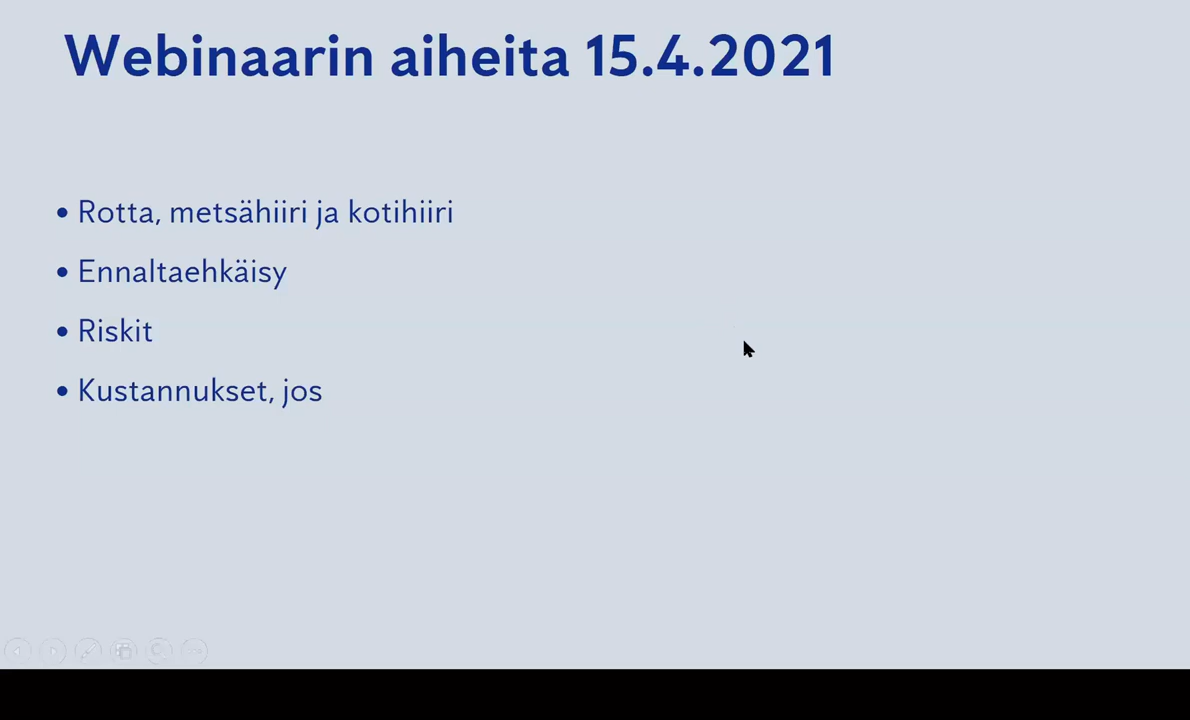 Webinaarin aiheita 15.4.2021
• Rotta, metsähiiri ja kotihiiri
• Ennaltaehkäisy
• Riskit
• Kustannukset, jos